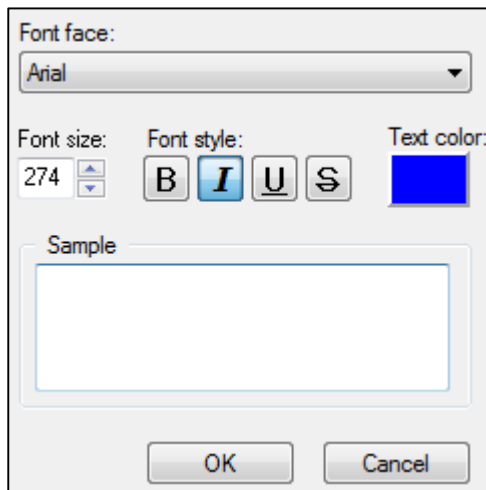 Font face:
Arial
Font size: Font style: Text color:
274 B I U S
Sample
OK Cancel